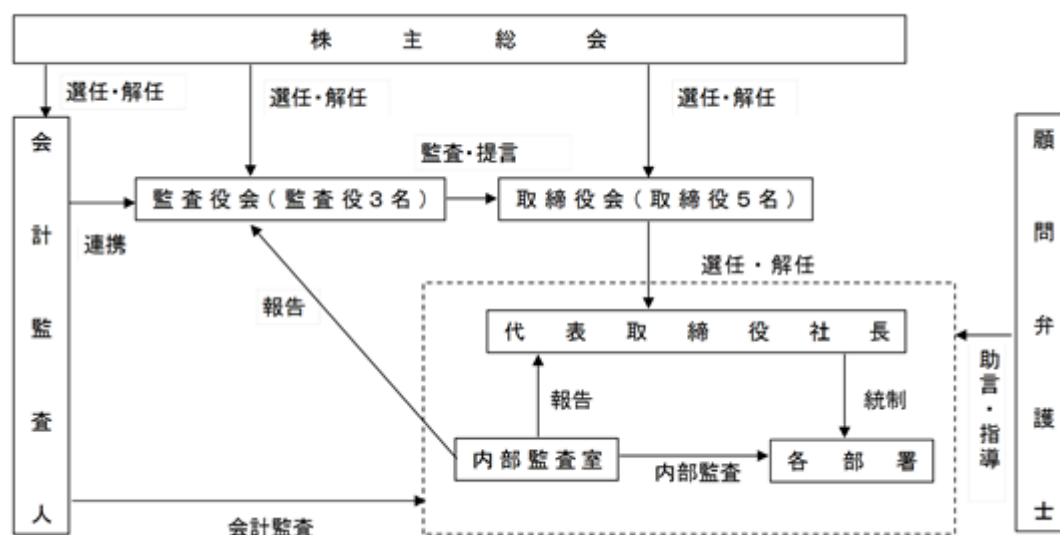 株主総会
選任・解任
選任・解任
選任・解任
会計監査人
顧問弁護士
監査・提言
監査役会(監査役3名)
取締役会(取締役5名)
連携
選任・解任
報告
代表取締役社長
助言・指導
報告
統制
内部監査室
内部監査
各部署
会計監査